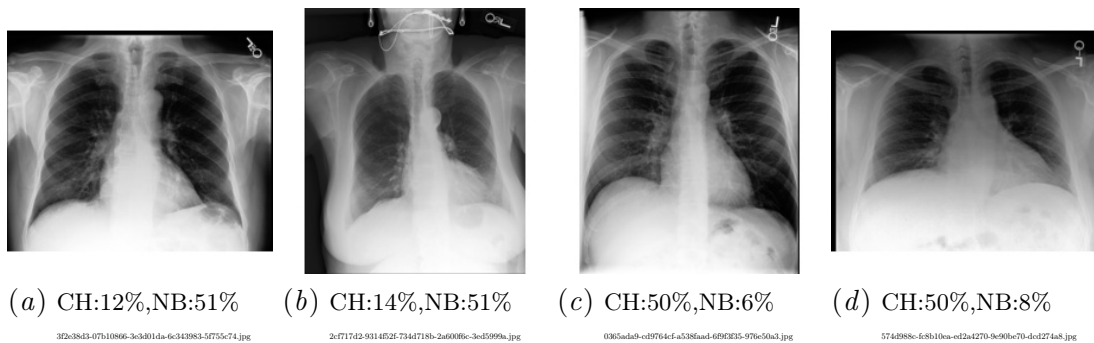 (a) CH:12%,NB:51%
3f2e38d3-07b10866-3e3d01da-6c343983-5f755c74.jpg
(b) CH:14%,NB:51%
2cf717d2-9314f52f-734d718b-2a600f6c-3ed5999a.jpg
(c) CH:50%,NB:6%
0365ada9-cd9764cf-a538faad-6f9f3f35-976e50a3.jpg
(d) CH:50%,NB:8%
574d988c-fc8b10ea-ed2a4270-9e90be70-dcd274a8.jpg